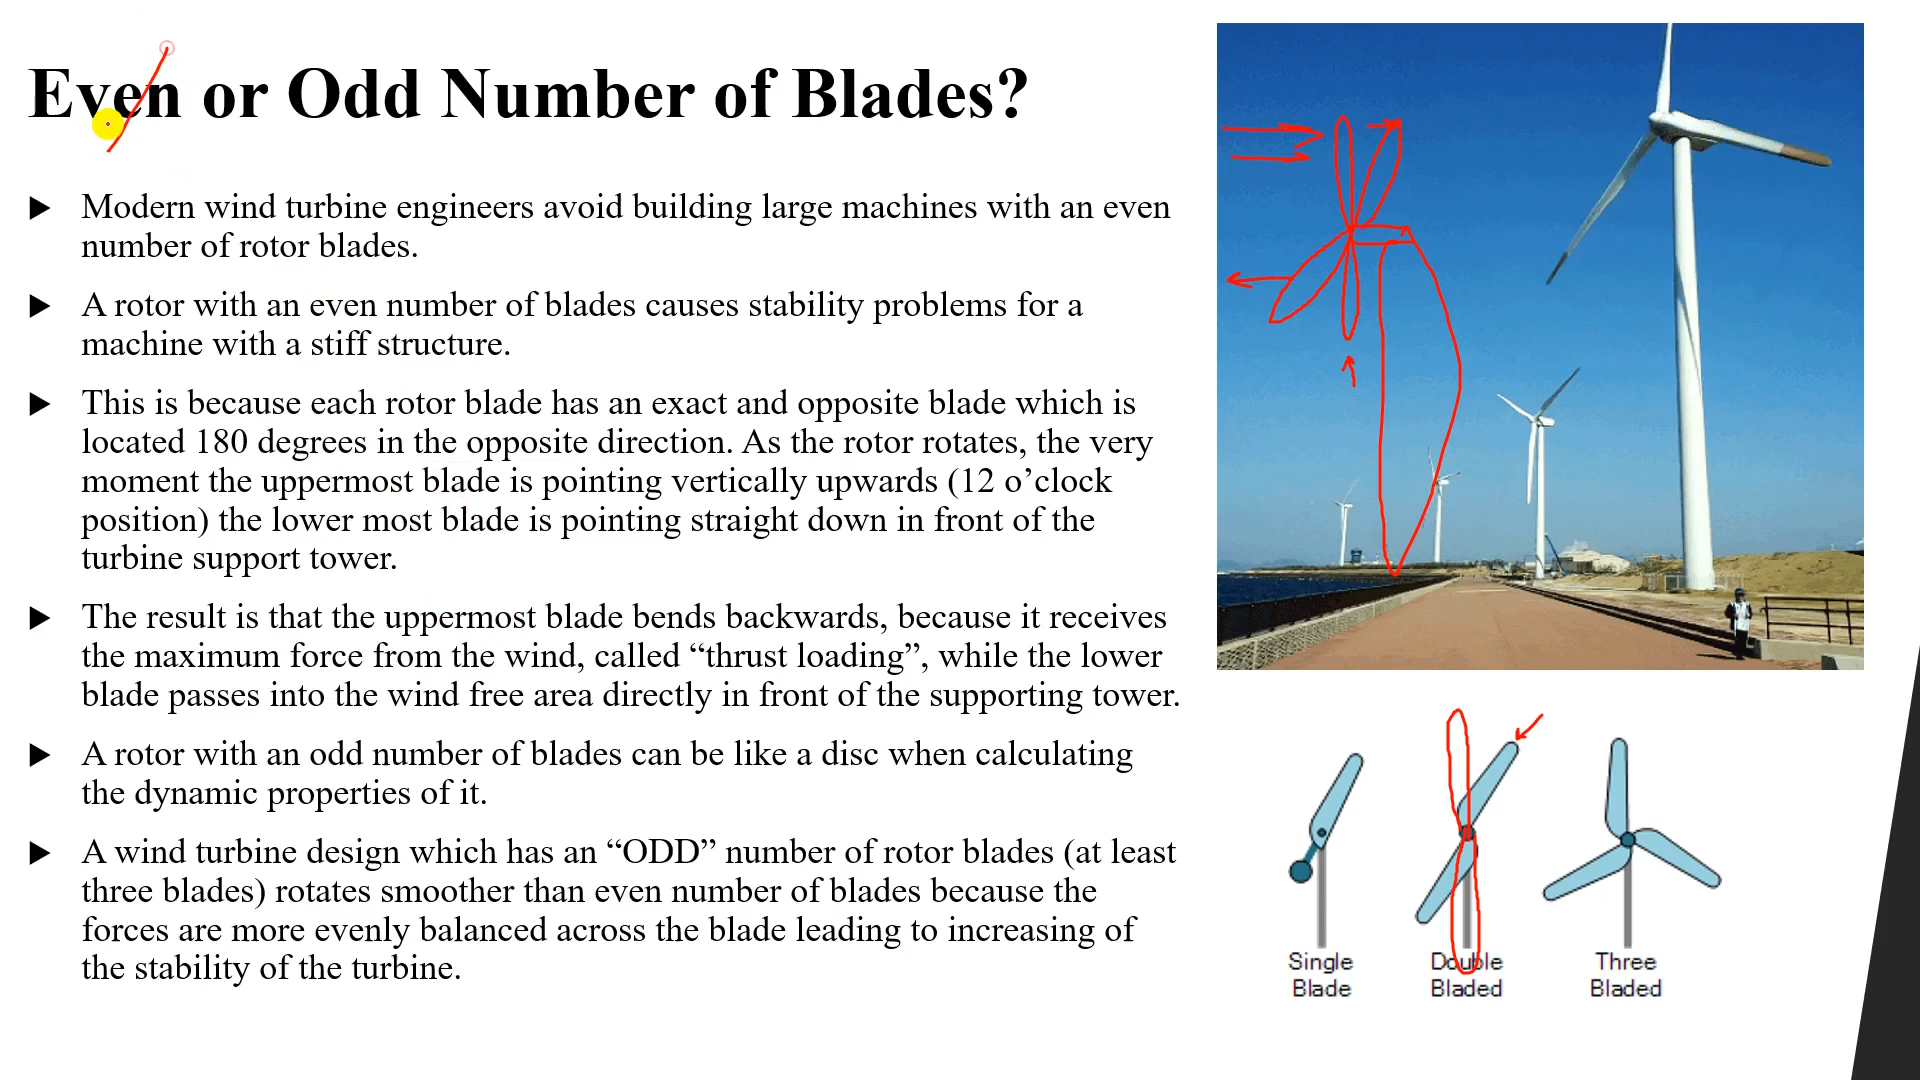 Even or Odd Number of Blades?
Modern wind turbine engineers avoid building large machines with an even
number of rotor blades.
A rotor with an even number of blades causes stability problems for a
machine with a stiff structure.
This is because each rotor blade has an exact and opposite blade which is
located 180 degrees in the opposite direction. As the rotor rotates, the very
moment the uppermost blade is pointing vertically upwards (12 o’clock
position) the lower most blade is pointing straight down in front of the
turbine support tower.
The result is that the uppermost blade bends backwards, because it receives
the maximum force from the wind, called “thrust loading”, while the lower
blade passes into the wind free area directly in front of the supporting tower.
A rotor with an odd number of blades can be like a disc when calculating
the dynamic properties of it.
A wind turbine design which has an “ODD” number of rotor blades (at least
three blades) rotates smoother than even number of blades because the
forces are more evenly balanced across the blade leading to increasing of
the stability of the turbine.
Single
Blade
Double
Bladed
Three
Bladed